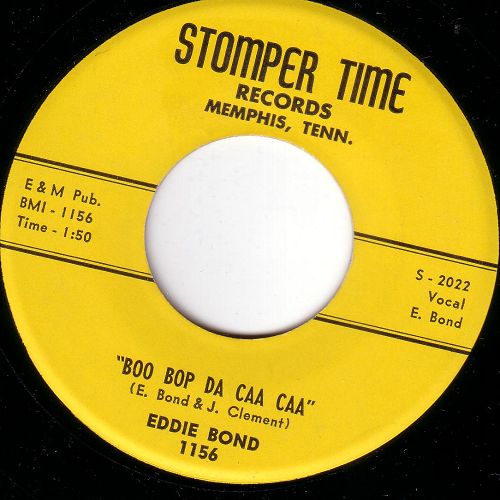 STOMPER TIME
RECORDS
MEMPHIS, TENN.
E & M Pub.
BMI - 1156
Time - 1:50
S - 2022
Vocal
E. Bond
"BOO BOP DA CAA CAA"
(E. Bond & J. Clement)
EDDIE BOND
1156